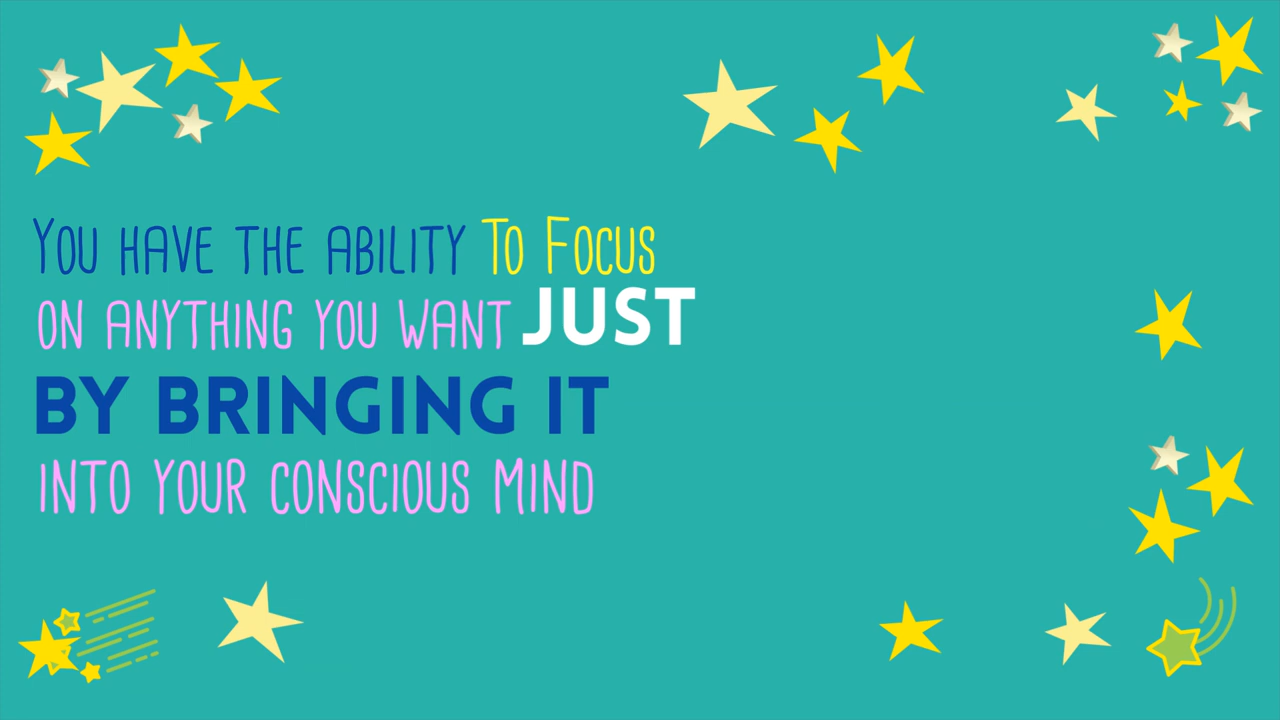 YOU HAVE THE ABILITY TO FOCUS
ON ANYTHING YOU WANT JUST
BY BRINGING IT
INTO YOUR CONSCIOUS MIND